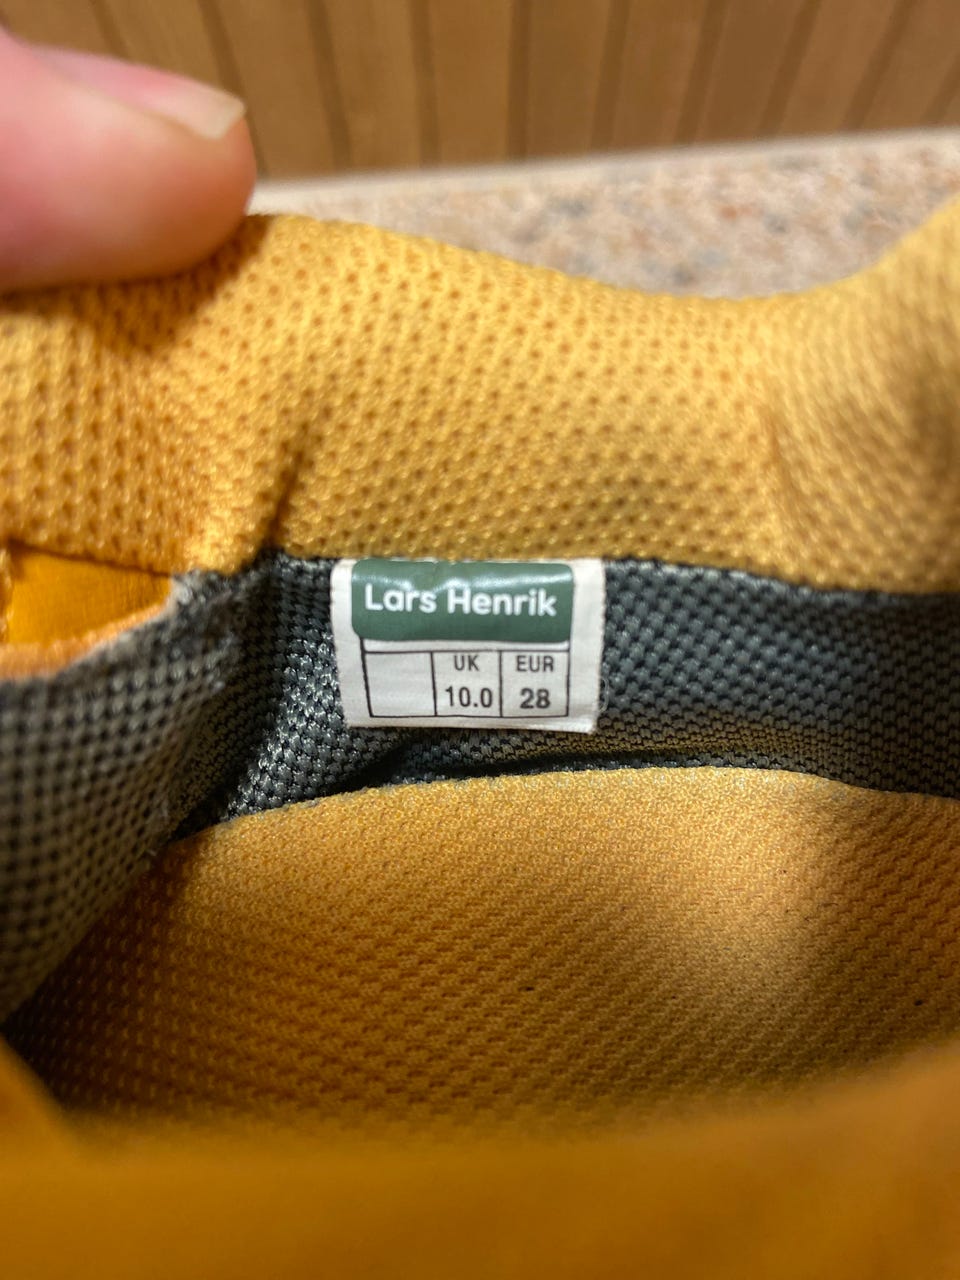 Lars Henrik
UK EUR
10.0 28